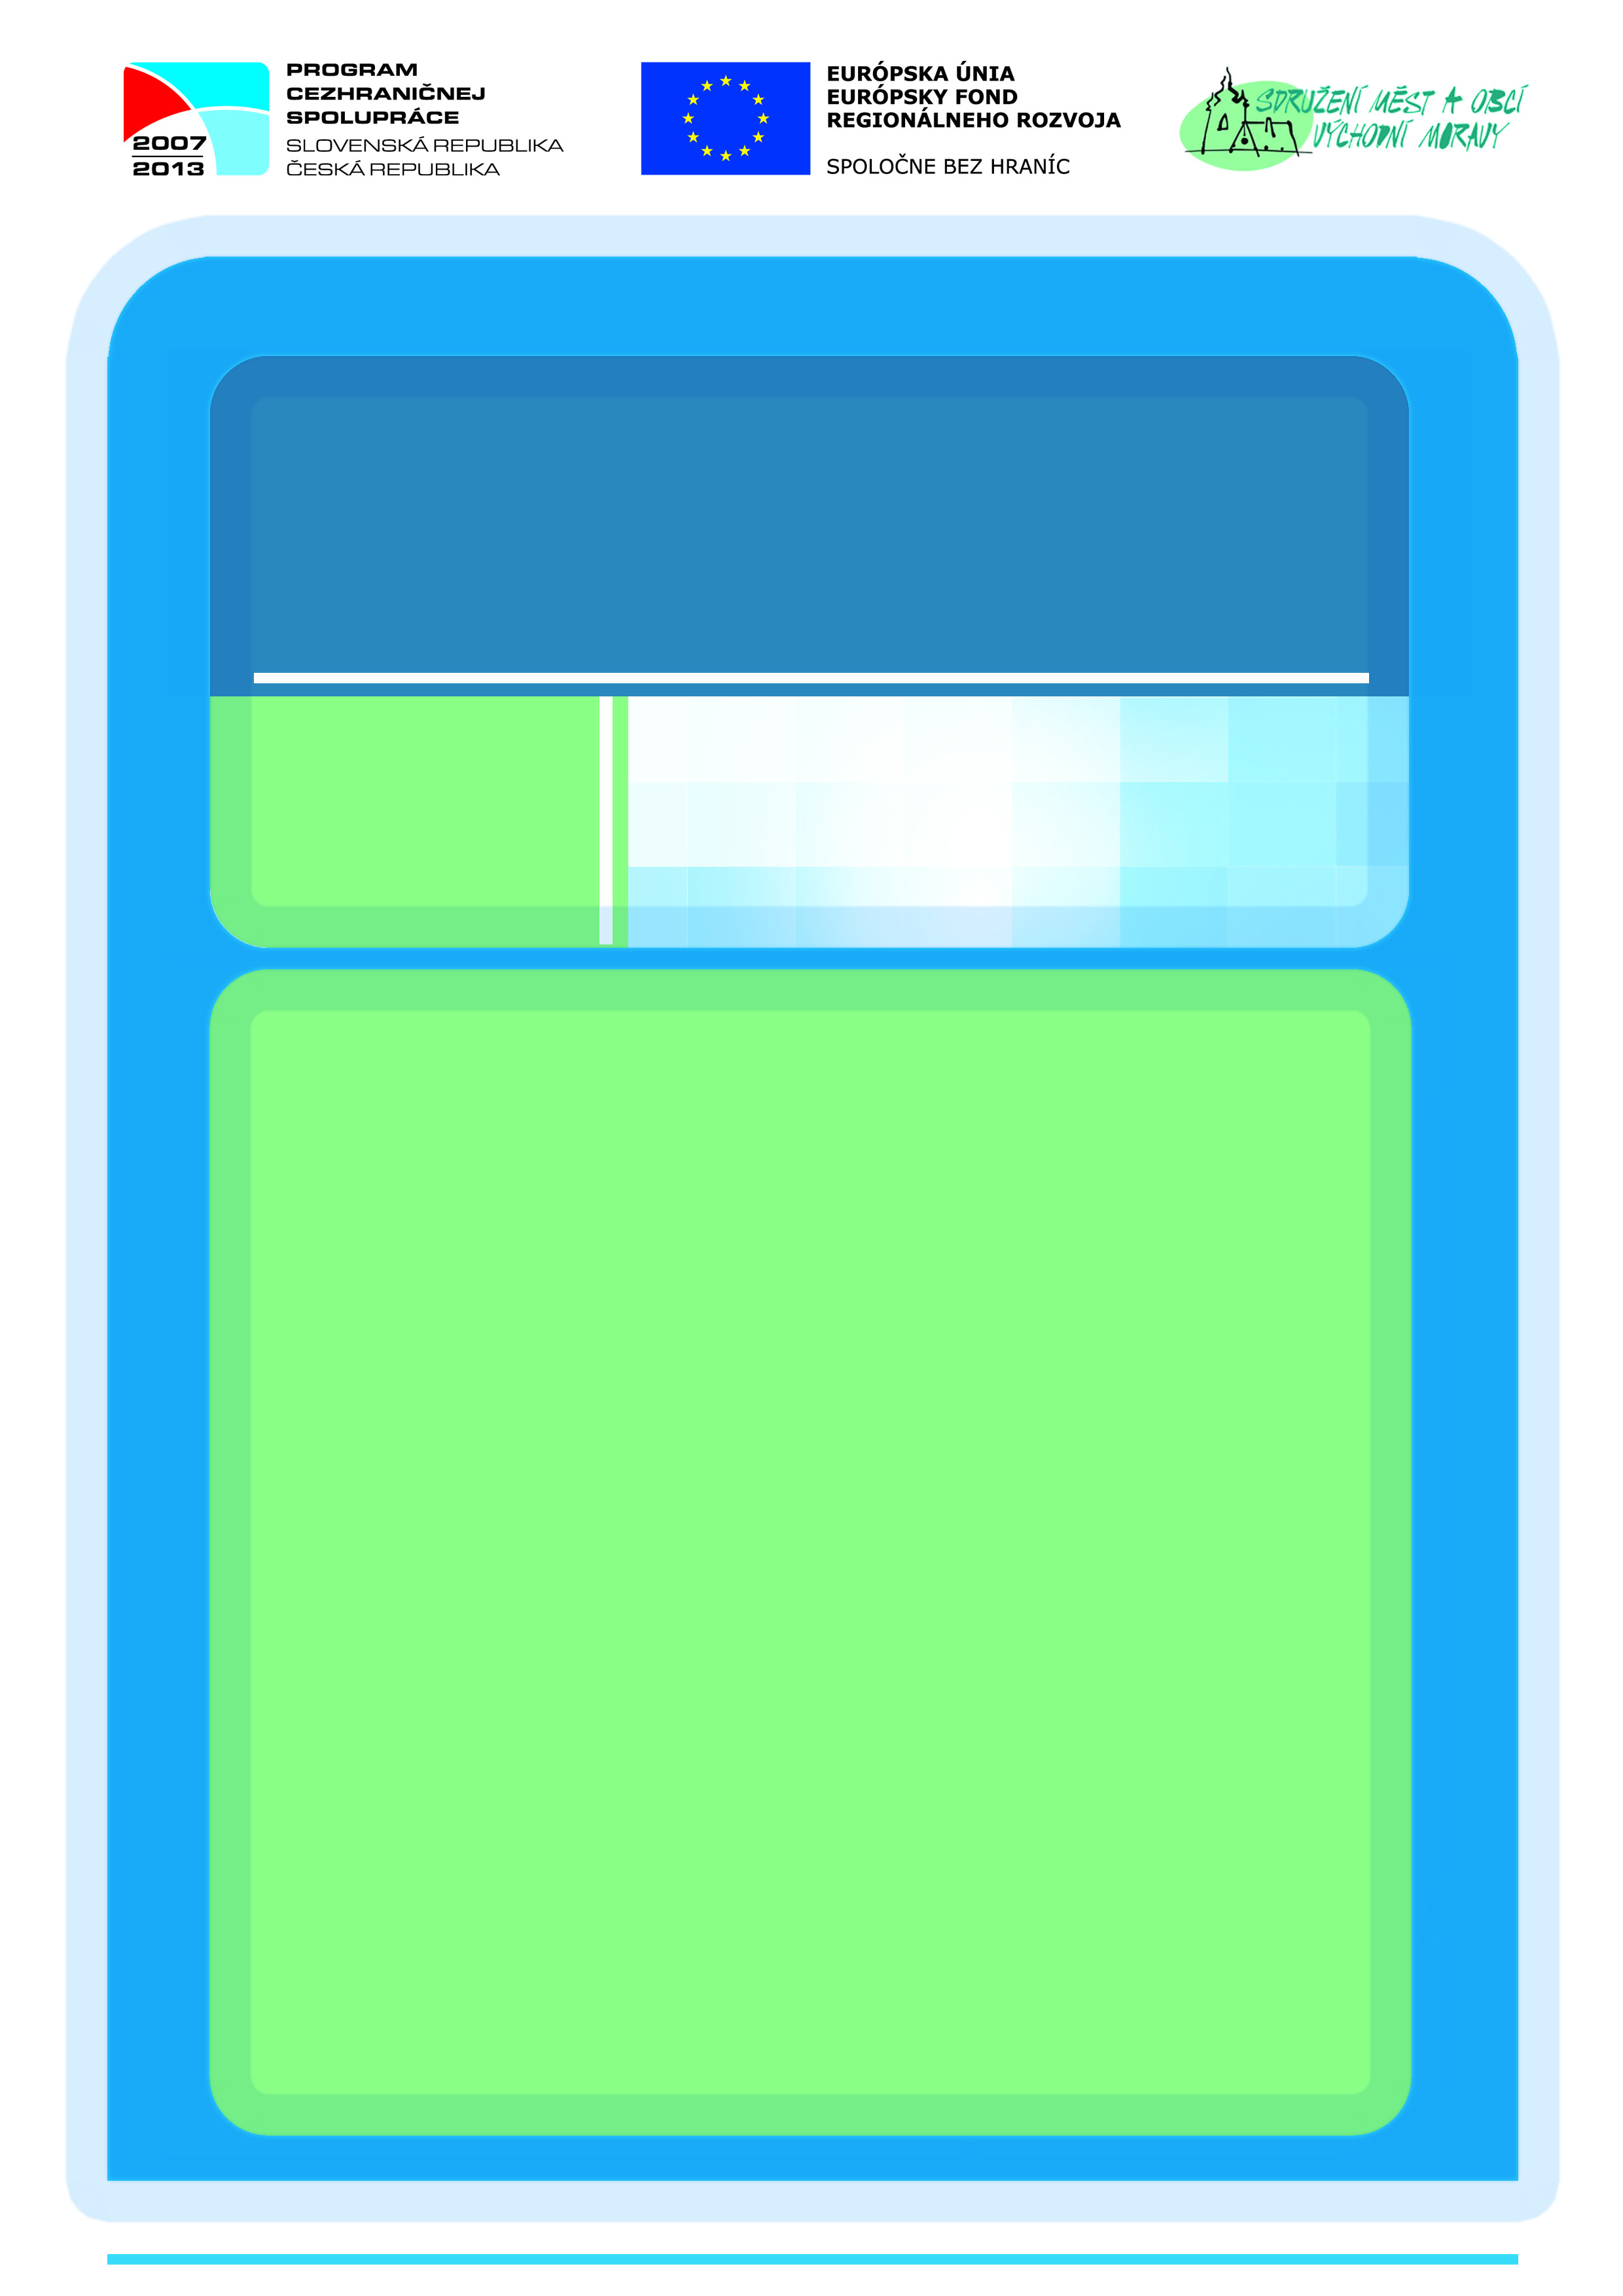 PROGRAM
CEZHRANIČNEJ
SPOLUPRÁCE
SLOVENSKÁ REPUBLIKA
ČESKÁ REPUBLIKA
2007
2013
EURÓPSKA ÚNIA
EURÓPSKY FOND
REGIONÁLNEHO ROZVOJA
SPOLOČNE BEZ HRANÍC
SDRUŽENÍ MĚST A OBCÍ
VÝCHODNÍ MORAVY